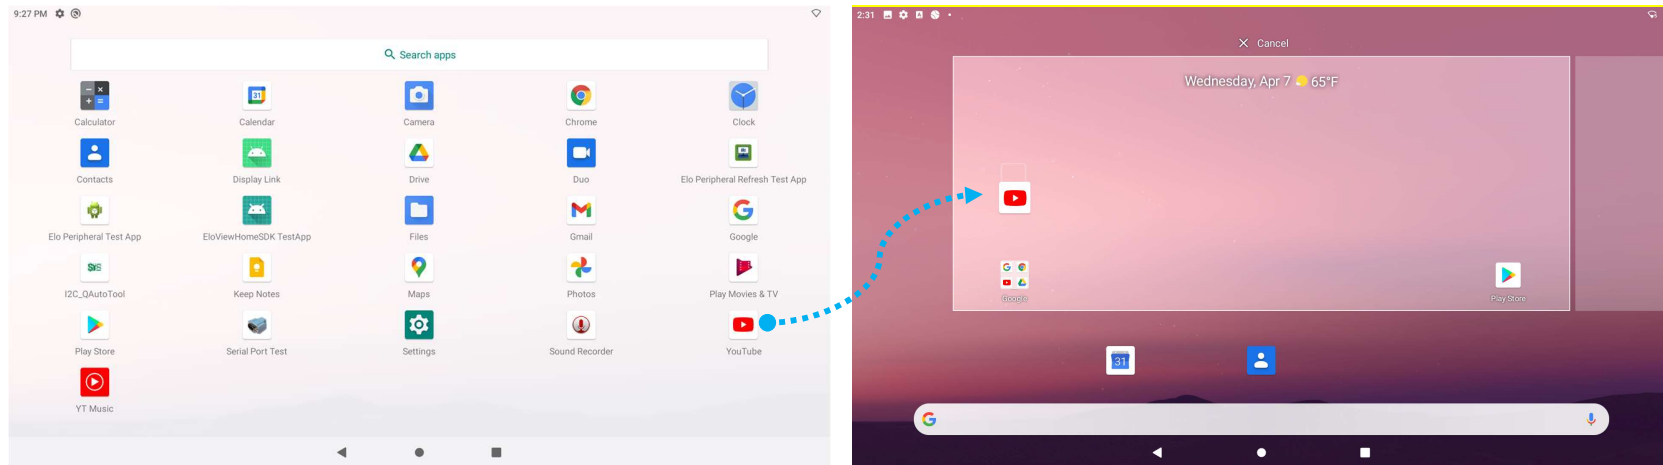 9:27 PM
Search apps
Calculator Calendar Camera Chrome Clock
31
Contacts Display Link Drive Duo Elo Peripheral Refresh Test App
Elo Peripheral Test App EloViewHomeSDK TestApp Files Gmail Google
SYS
I2C_QAutoTool Keep Notes Maps Photos Play Movies & TV
Play Store Serial Port Test Settings Sound Recorder YouTube
YT Music
2:31
Cancel
Wednesday, Apr 7 65°F
Google Play Store
31